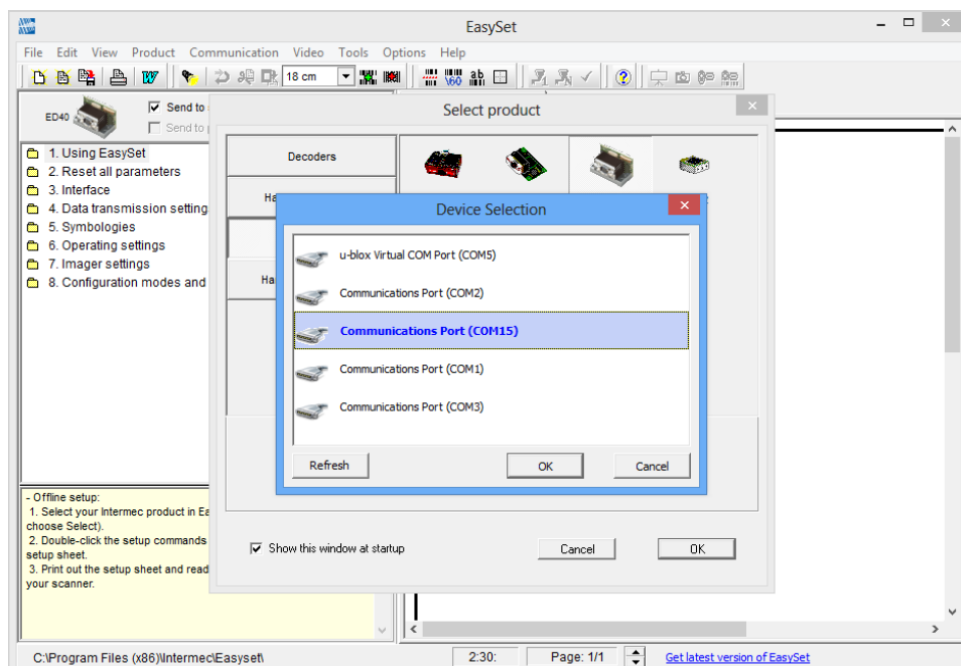 EasySet
File Edit View Product Communication Video Tools Options Help
18 cm
ED40
Send to
Send to
1. Using EasySet
2. Reset all parameters
3. Interface
4. Data transmission setting
5. Symbologies
6. Operating settings
7. Imager settings
8. Configuration modes and
Select product
Decoders
Ha
Ha
Device Selection
u-blox Virtual COM Port (COM5)
Communications Port (COM2)
Communications Port (COM15)
Communications Port (COM1)
Communications Port (COM3)
Refresh OK Cancel
Show this window at startup Cancel OK
- Offline setup:
1. Select your Intermec product in Ea
choose Select).
2. Double-click the setup commands
setup sheet.
3. Print out the setup sheet and read
your scanner.
C:\Program Files (x86)\Intermec\Easyset\ 2:30: Page: 1/1 Get latest version of EasySet